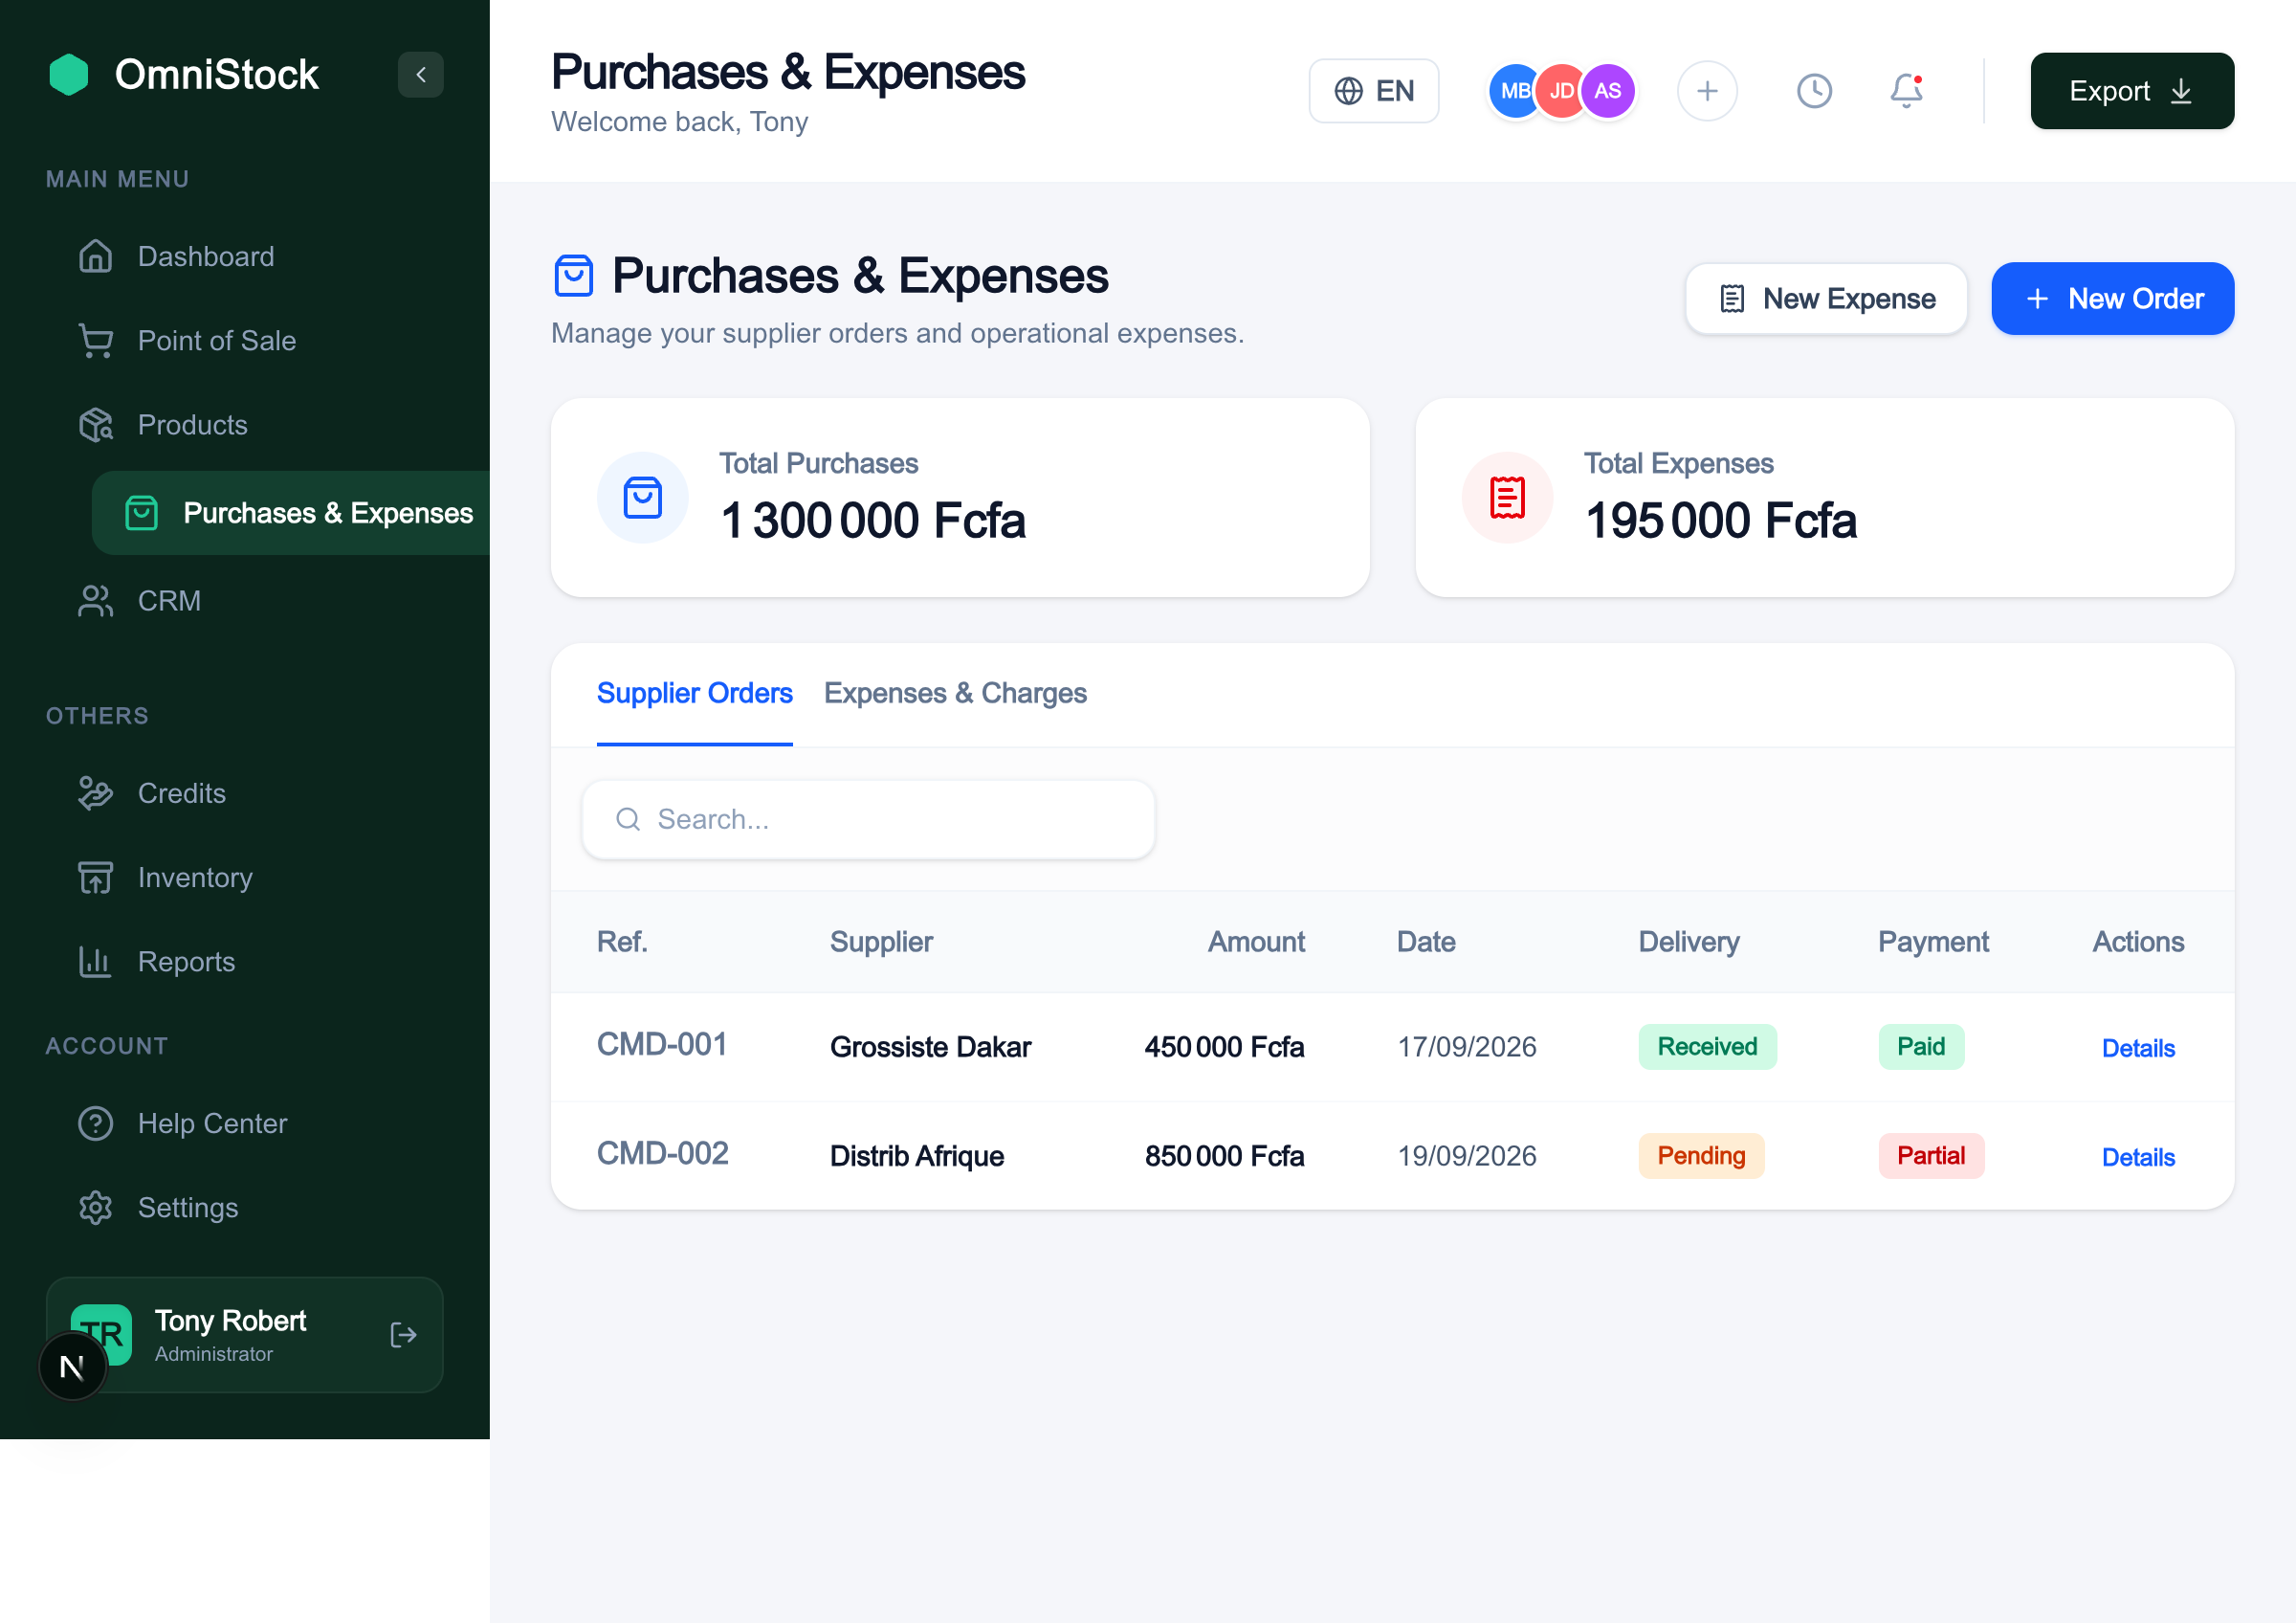 OmniStock
MAIN MENU
Dashboard
Point of Sale
Products
Purchases & Expenses
CRM
OTHERS
Credits
Inventory
Reports
ACCOUNT
Help Center
Settings
TR
Tony Robert
Administrator
N
Purchases & Expenses
Welcome back, Tony
EN
MB JD AS
Export
Purchases & Expenses
Manage your supplier orders and operational expenses.
New Expense
New Order
Total Purchases
1 300 000 Fcfa
Total Expenses
195 000 Fcfa
Supplier Orders Expenses & Charges
Search...
Ref. Supplier Amount Date Delivery Payment Actions
CMD-001 Grossiste Dakar 450 000 Fcfa 17/09/2026 Received Paid Details
CMD-002 Distrib Afrique 850 000 Fcfa 19/09/2026 Pending Partial Details